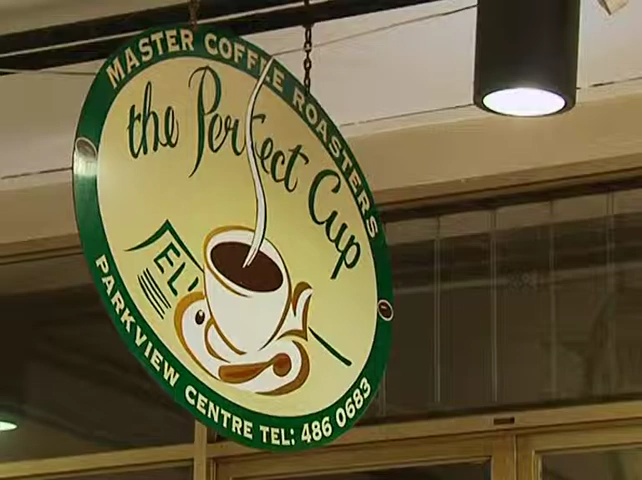 MASTER COFFEE ROASTERS
the Perfect Cup
PARKVIEW CENTRE TEL: 486 0683